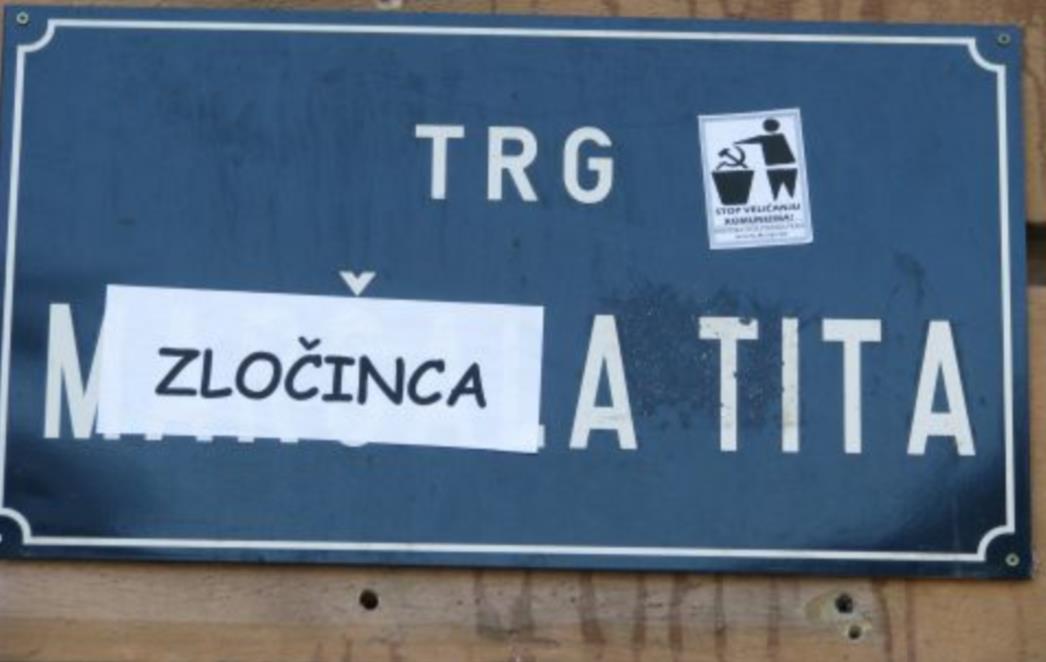 TRG
STOP VELIČANJU
KOMUNIZMA!
ZLOČINCA
A TITA